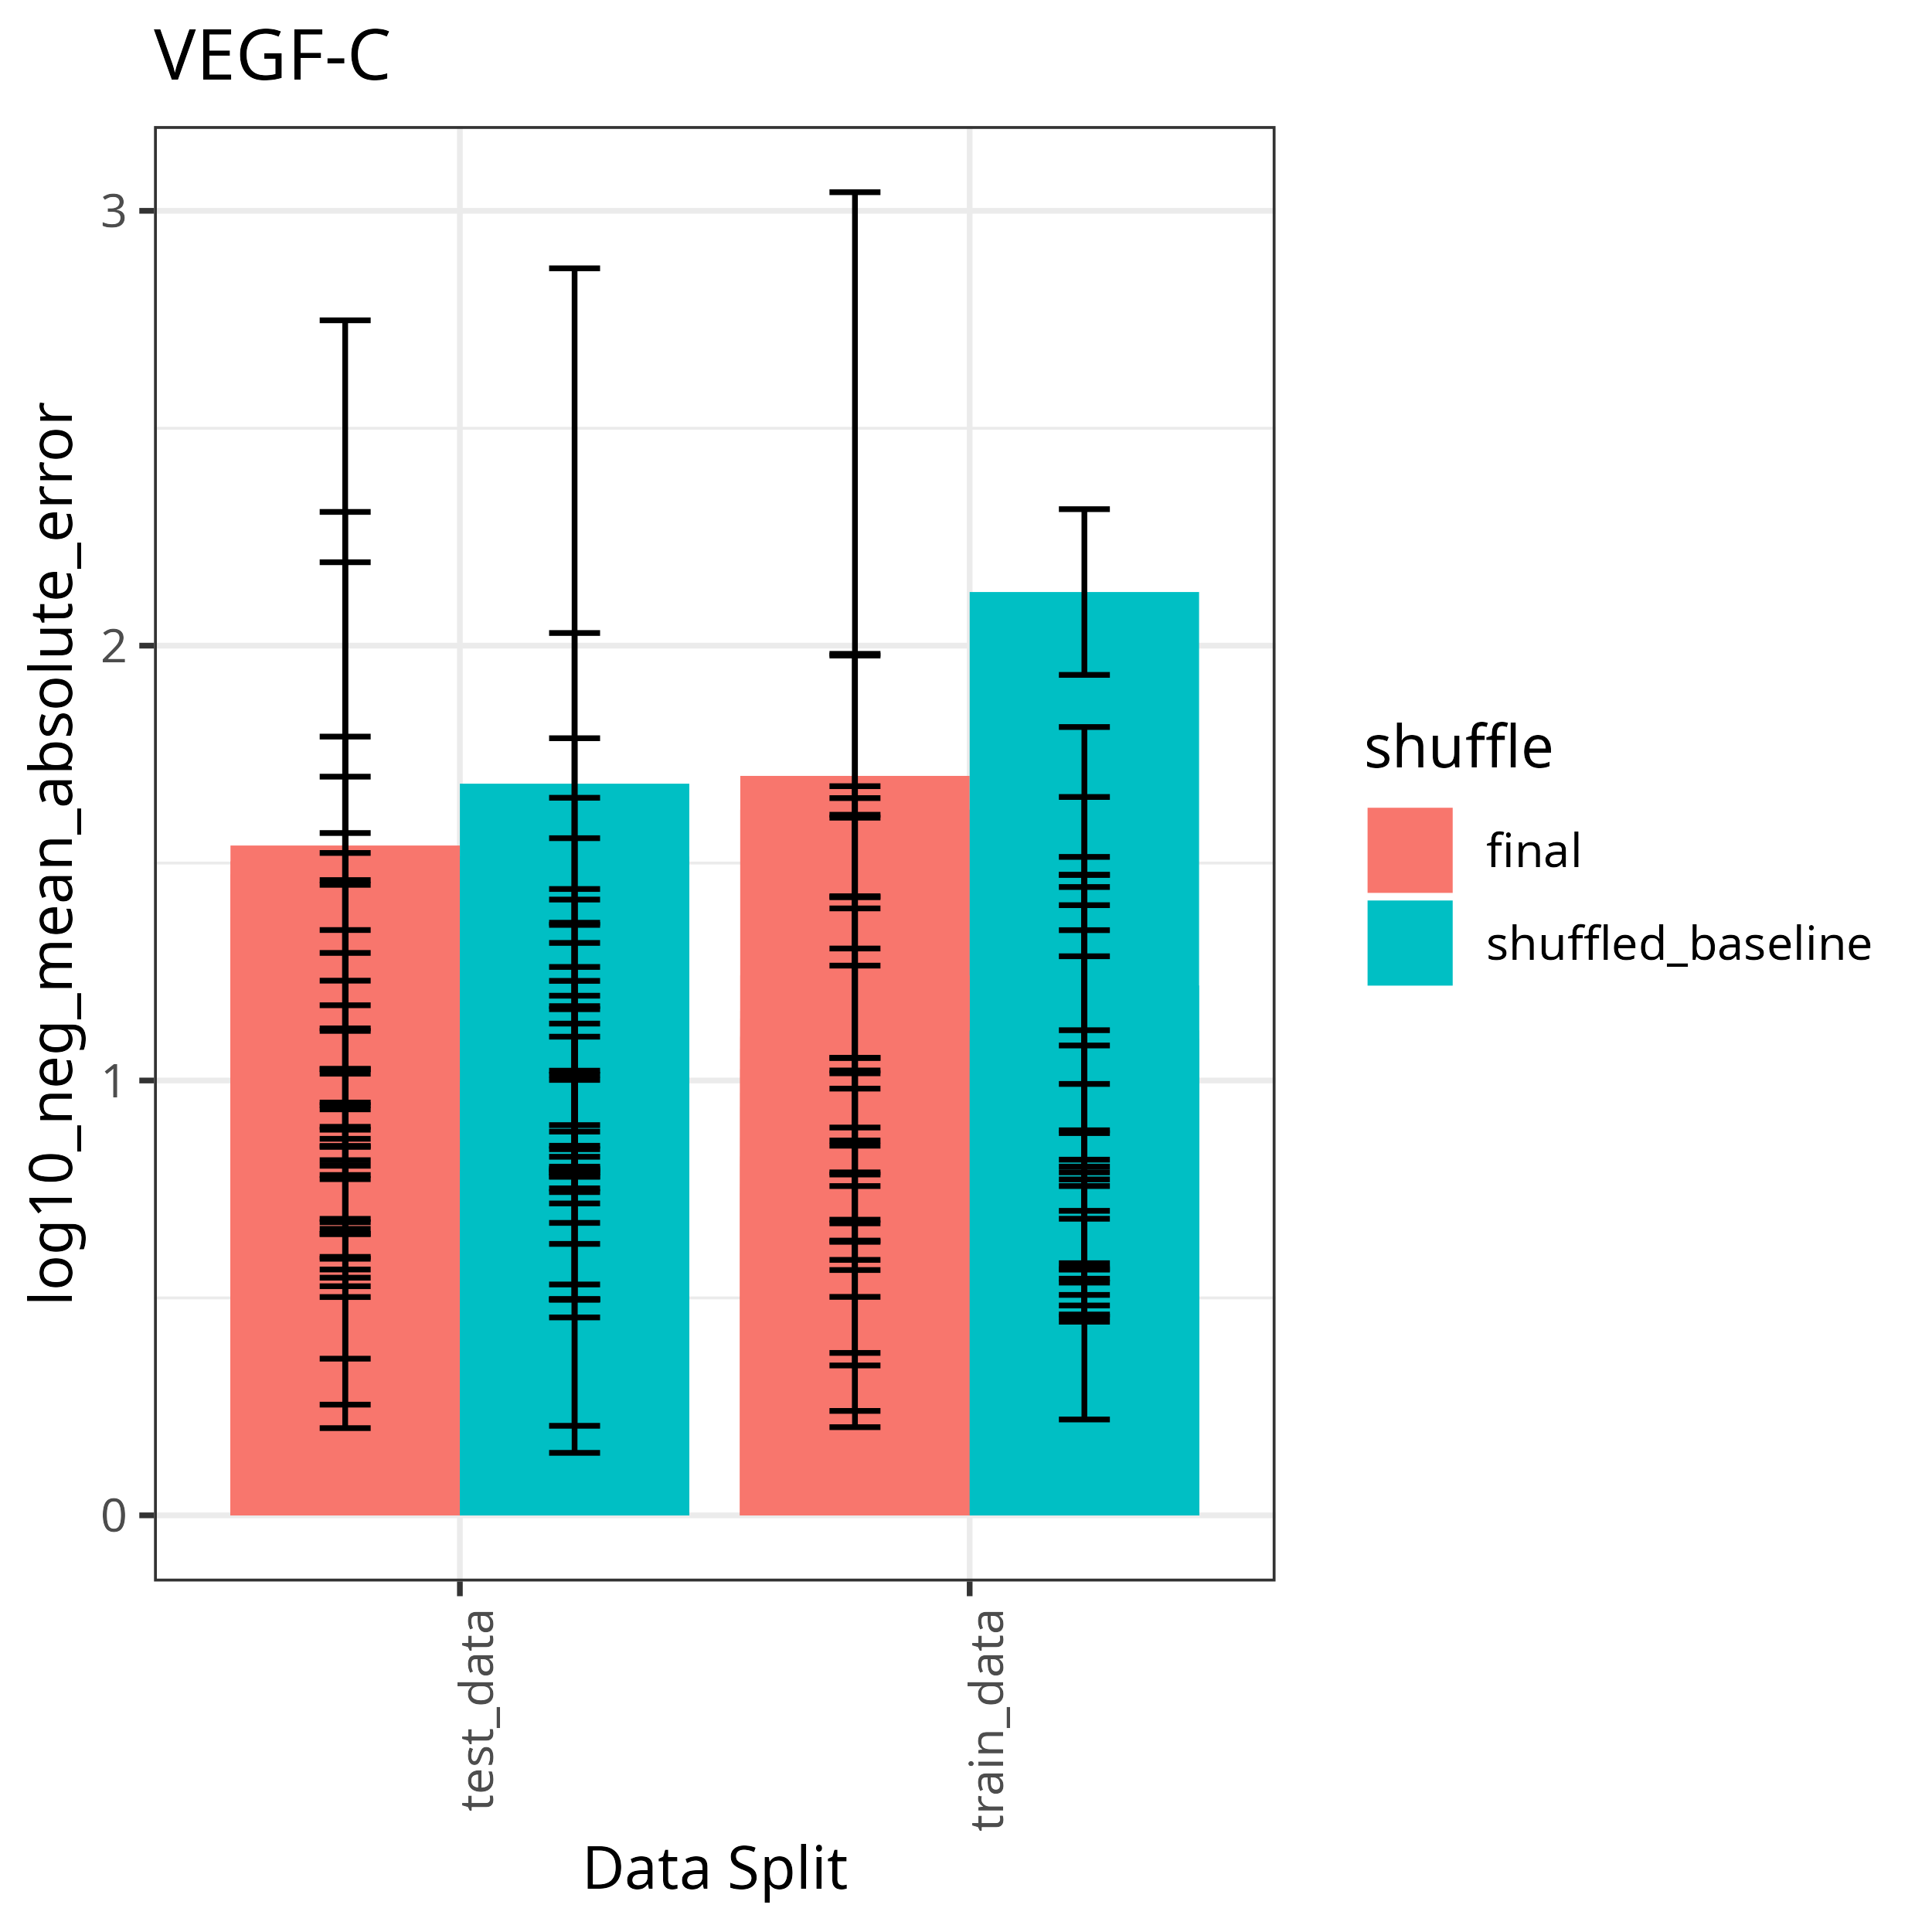 VEGF-C
log10_neg_mean_absolute_error
3
2
1
0
test_data
train_data
Data Split
shuffle
final
shuffled_baseline